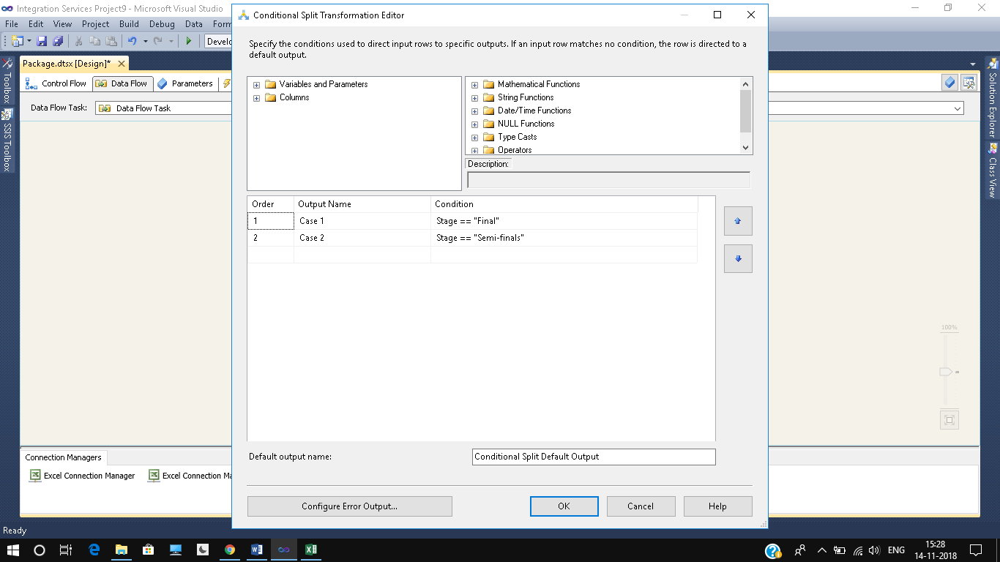 Integration Services Project9 - Microsoft Visual Studio
File Edit View Project Build Debug Data Form
Develo
Package.dtsx [Design]*
Control Flow Data Flow Parameters
Data Flow Task: Data Flow Task
Toolbox
SSIS Toolbox
Solution Explorer
Class View
Conditional Split Transformation Editor
Specify the conditions used to direct input rows to specific outputs. If an input row matches no condition, the row is directed to a
default output.
Variables and Parameters
Columns
Mathematical Functions
String Functions
Date/Time Functions
NULL Functions
Type Casts
Operators
Description:
Order Output Name Condition
1 Case 1 Stage == "Final"
2 Case 2 Stage == "Semi-finals"
Default output name: Conditional Split Default Output
Configure Error Output... OK Cancel Help
100%
Connection Managers
Excel Connection Manager Excel Connection Ma
Ready
ENG
15:28
14-11-2018